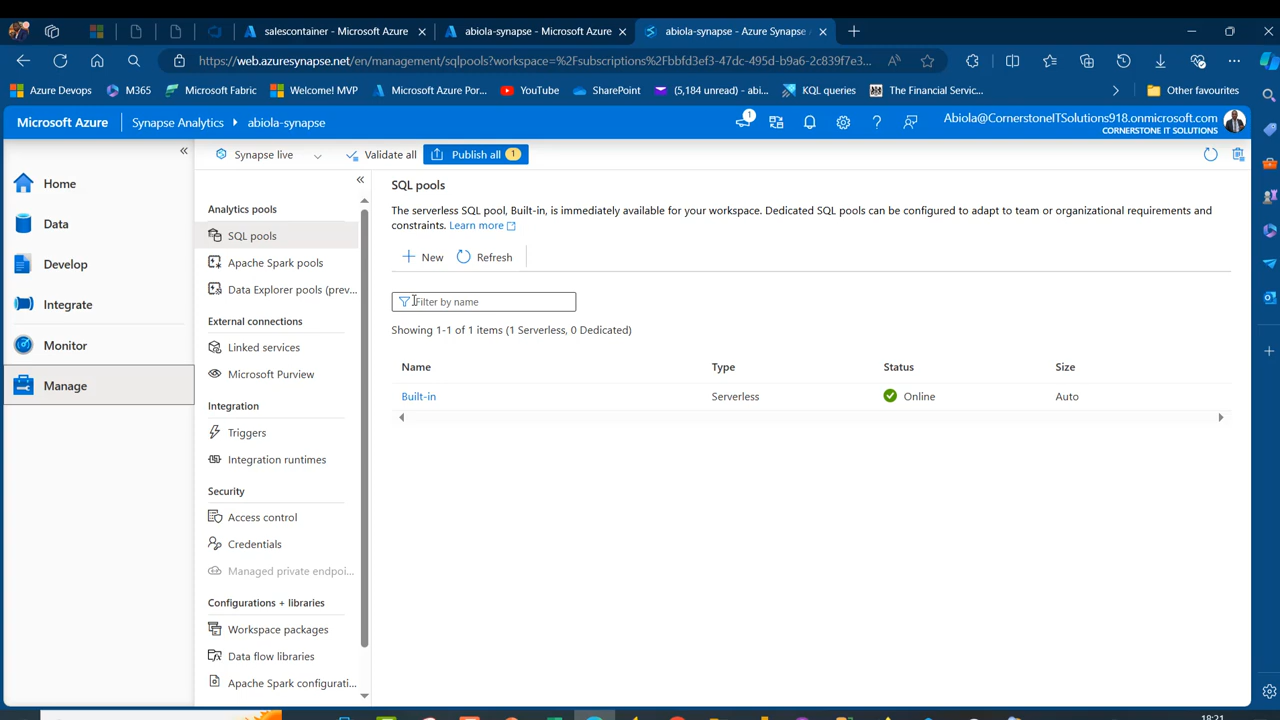 salescontainer - Microsoft Azure
abiola-synapse - Microsoft Azure
abiola-synapse - Azure Synapse
https://web.azuresynapse.net/en/management/sqlpools?workspace=%2Fsubscriptions%2Fbbfd3ef3-47dc-495d-b9a6-2c839f7e3...
Azure Devops
M365
Microsoft Fabric
Welcome! MVP
Microsoft Azure Por...
YouTube
SharePoint
(5,184 unread) - abi...
KQL queries
The Financial Servic...
Other favourites
Microsoft Azure
Synapse Analytics
abiola-synapse
1
Abiola@CornerstoneITSolutions918.onmicrosoft.com
CORNERSTONE IT SOLUTIONS
Home
Data
Develop
Integrate
Monitor
Manage
Synapse live
Validate all
Publish all 1
Analytics pools
SQL pools
Apache Spark pools
Data Explorer pools (prev...
External connections
Linked services
Microsoft Purview
Integration
Triggers
Integration runtimes
Security
Access control
Credentials
Managed private endpoi...
Configurations + libraries
Workspace packages
Data flow libraries
Apache Spark configurati...
SQL pools
The serverless SQL pool, Built-in, is immediately available for your workspace. Dedicated SQL pools can be configured to adapt to team or organizational requirements and
constraints. Learn more
New
Refresh
Filter by name
Showing 1-1 of 1 items (1 Serverless, 0 Dedicated)
Name Type Status Size
Built-in Serverless Online Auto
18:21